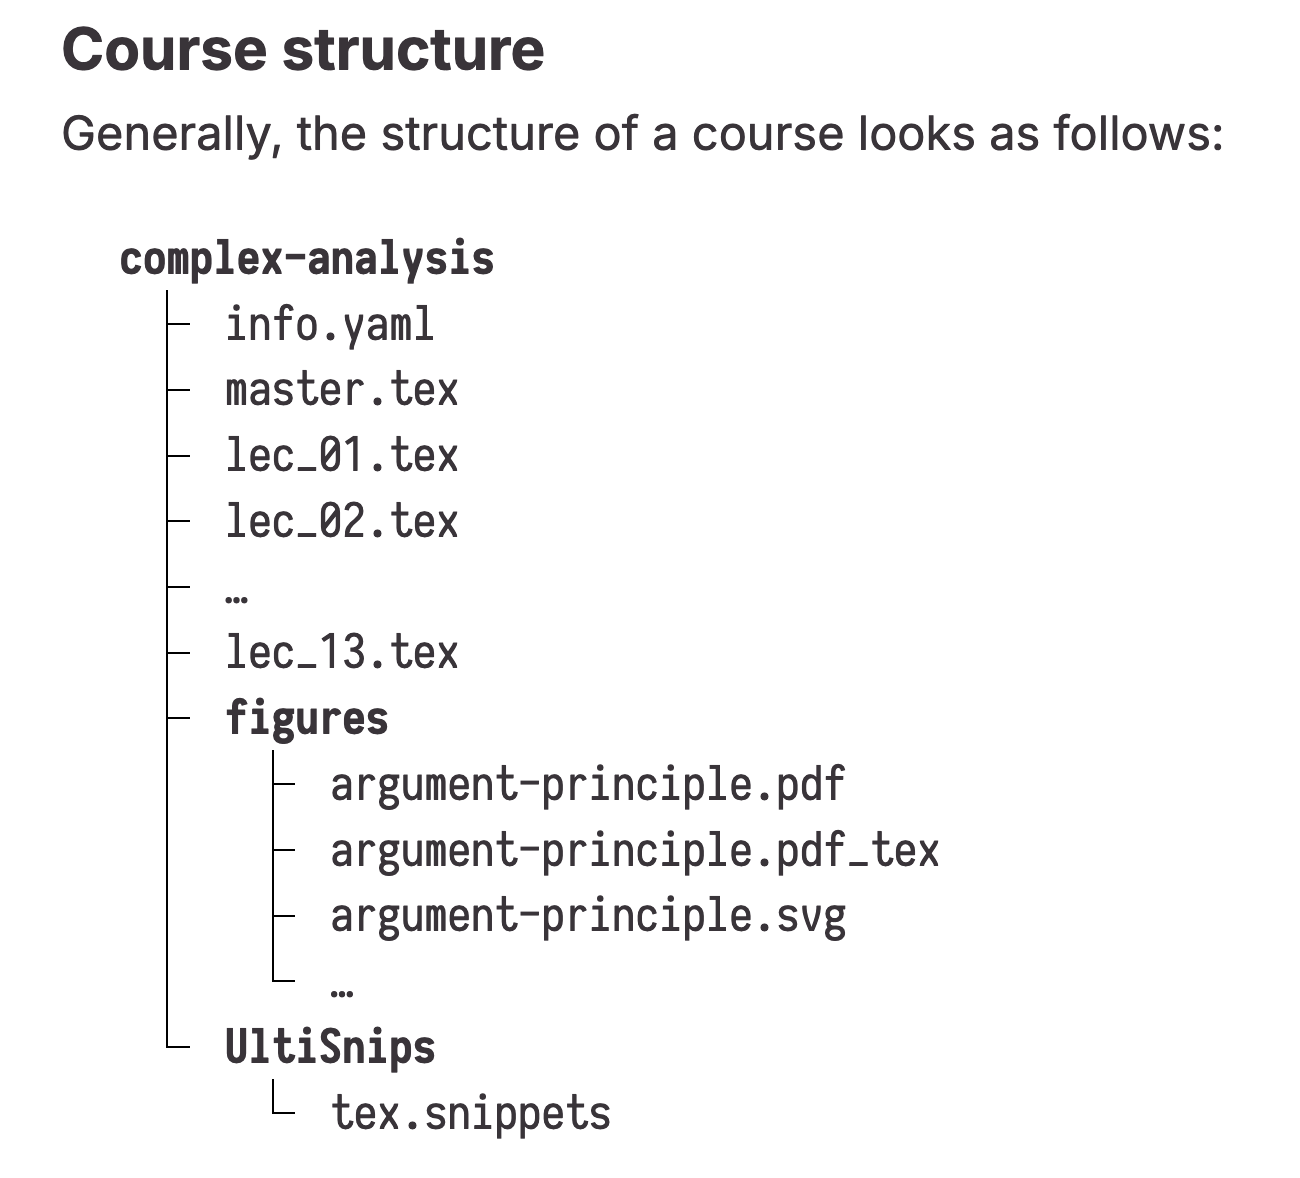 Course structure
Generally, the structure of a course looks as follows:
complex-analysis
info.yaml
master.tex
lec_01.tex
lec_02.tex
…
lec_13.tex
figures
argument-principle.pdf
argument-principle.pdf_tex
argument-principle.svg
…
UltiSnips
tex.snippets